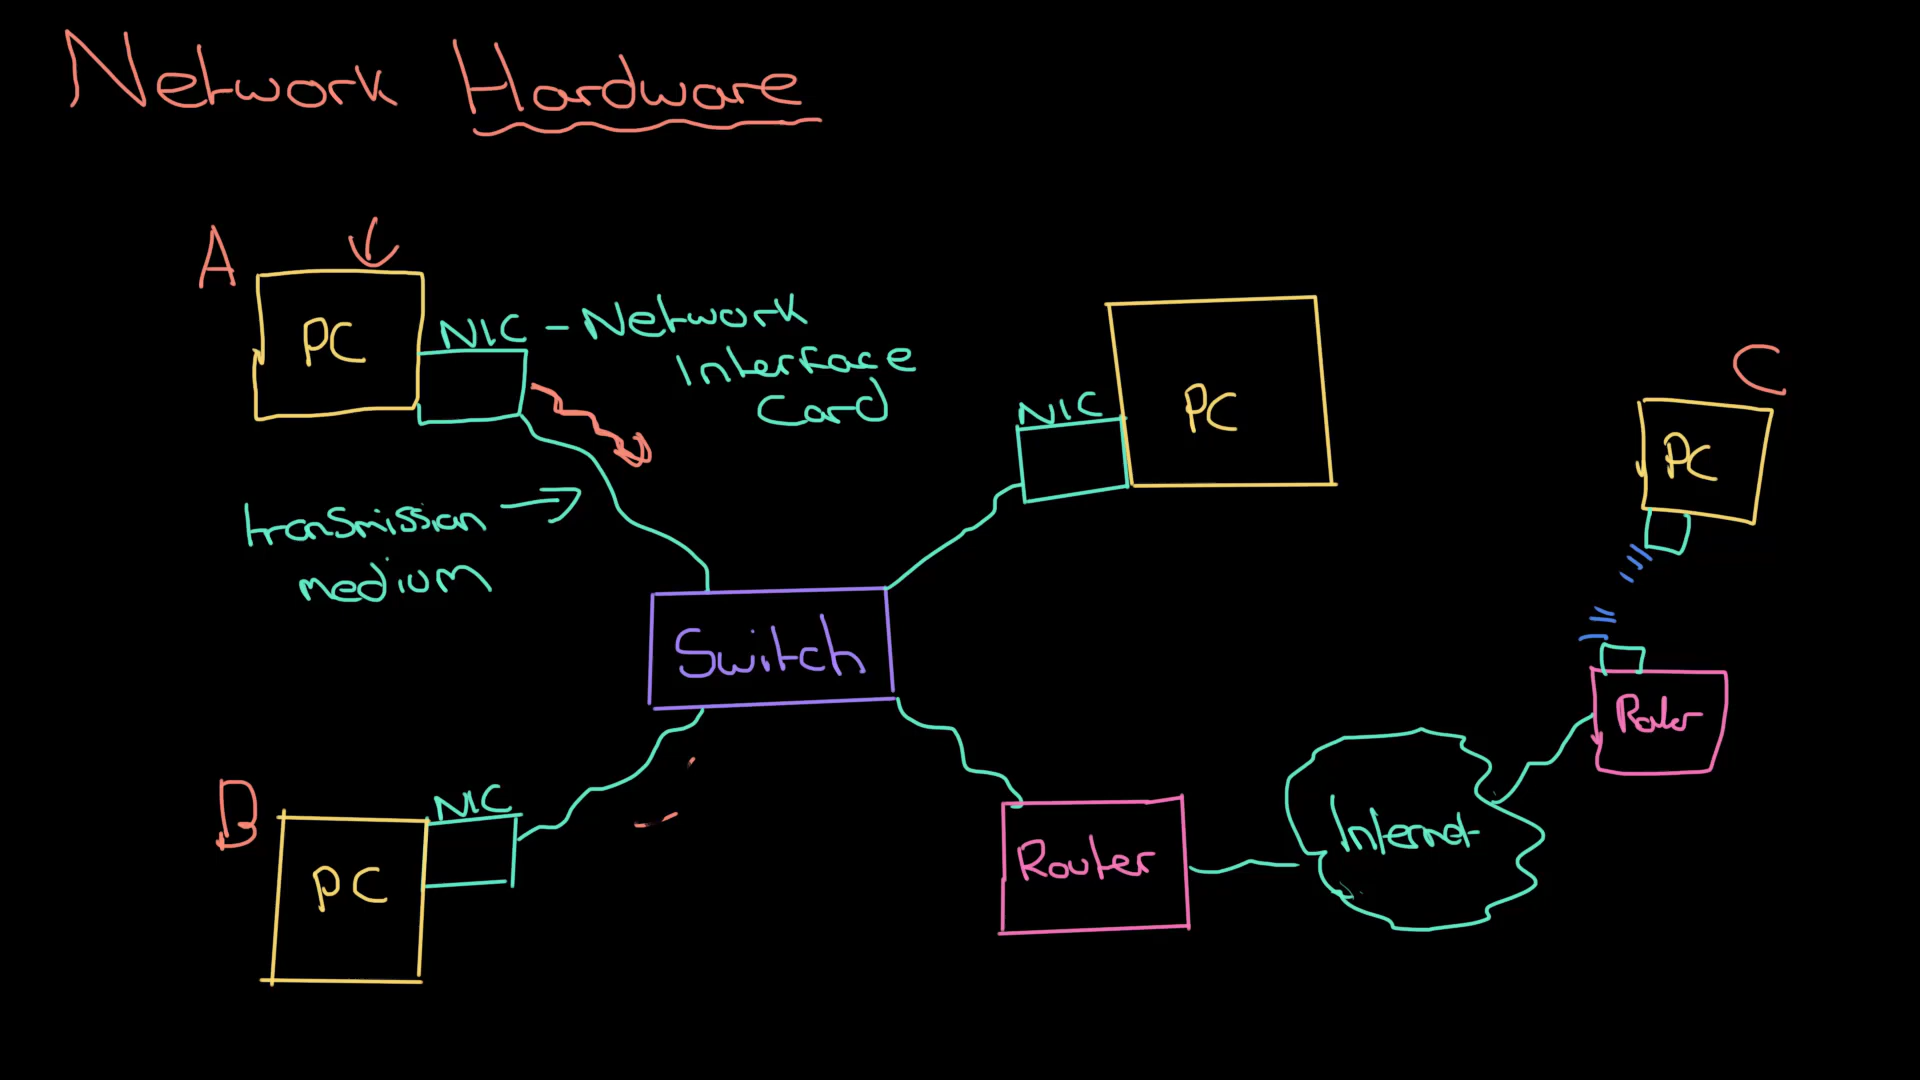 Network Hardware
A
PC
NIC - Network
Interface
Card
transmission
medium
NIC
PC
C
PC
Switch
Router
B
NIC
PC
Router
Internet